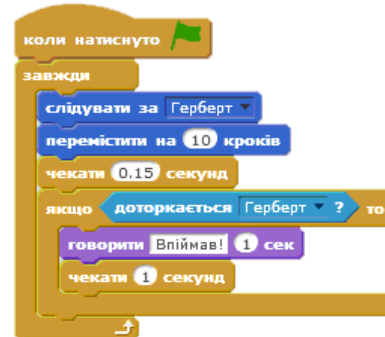 коли натиснуто
завжди
слідувати за Герберт
перемістити на 10 кроків
чекати 0.15 секунд
якщо доторкається Герберт ? то
говорити Впіймав! 1 сек
чекати 1 секунд